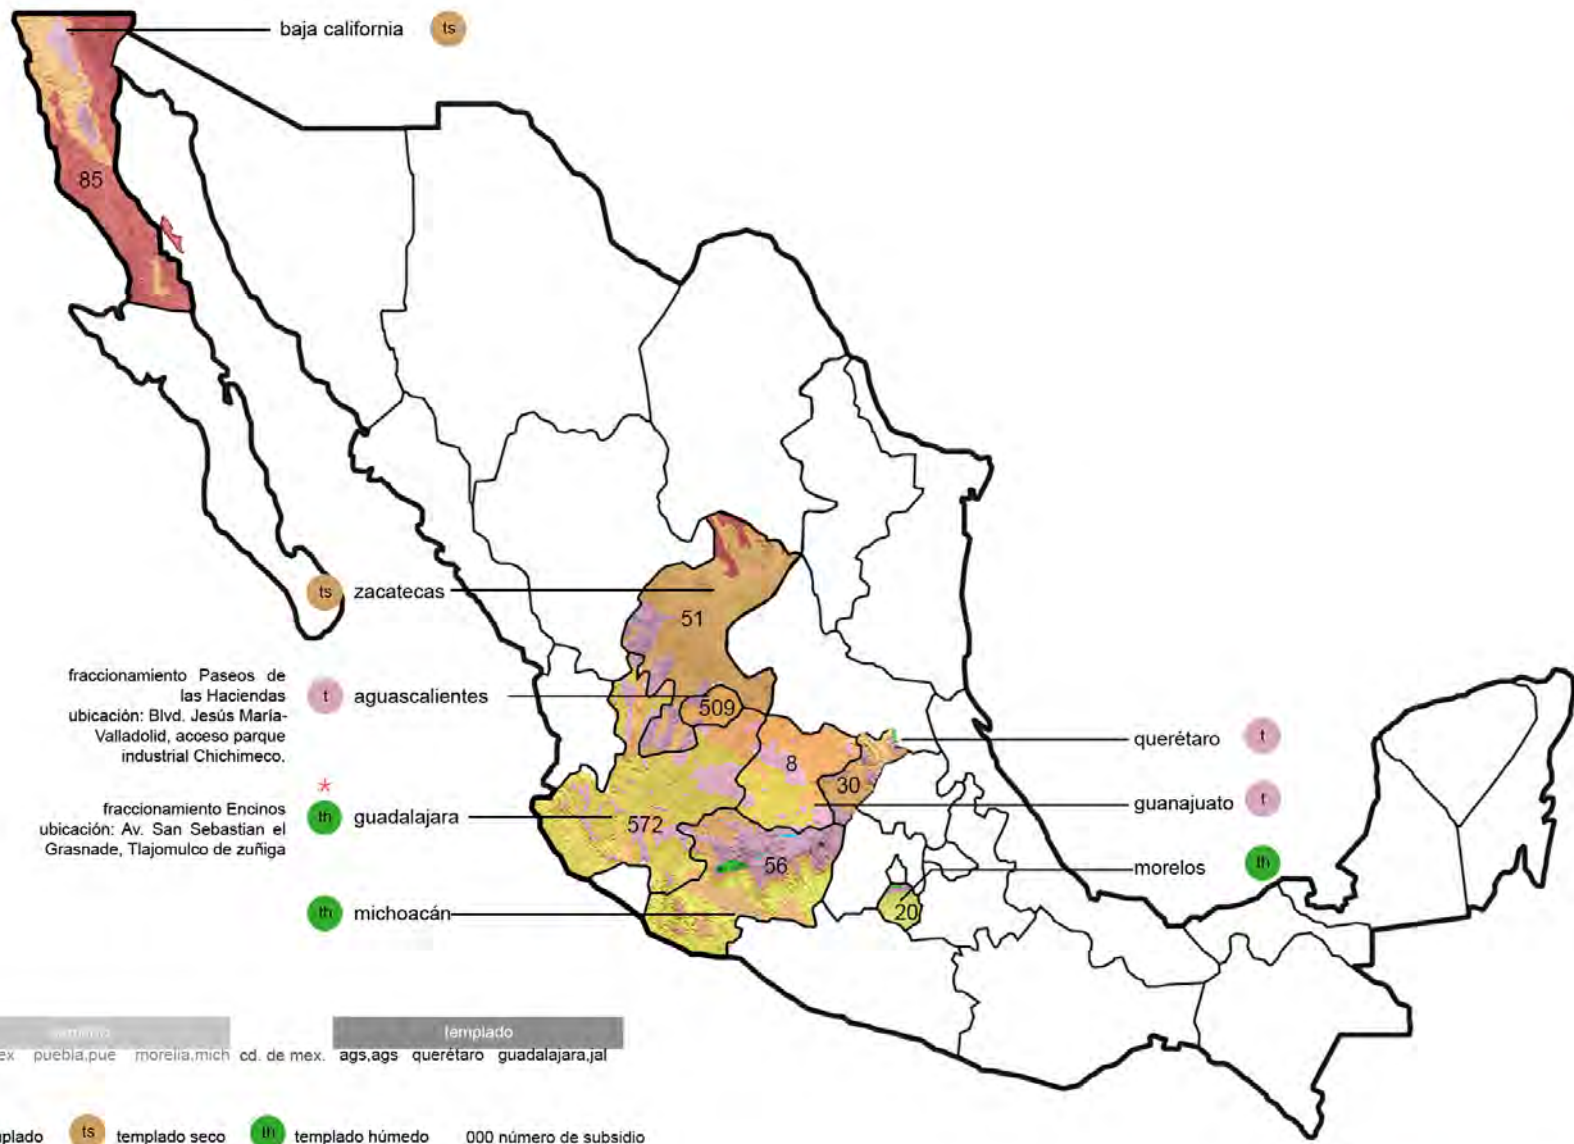 baja california ts
85
ts zacatecas
51
fraccionamiento Paseos de
las Haciendas
ubicación: Blvd. Jesús María-
Valladolid, acceso parque
industrial Chichimeco.
t aguascalientes
509
querétaro t
8
30
guanajuato t
*
fraccionamiento Encinos
ubicación: Av. San Sebastian el
Grasnade, Tlajomulco de zuñiga
th guadalajara
572
56
morelos th
20
th michoacán
templado
puebla,pue morelia,mich cd. de mex. ags,ags querétaro guadalajara,jal
ts templado seco th templado húmedo 000 número de subsidio